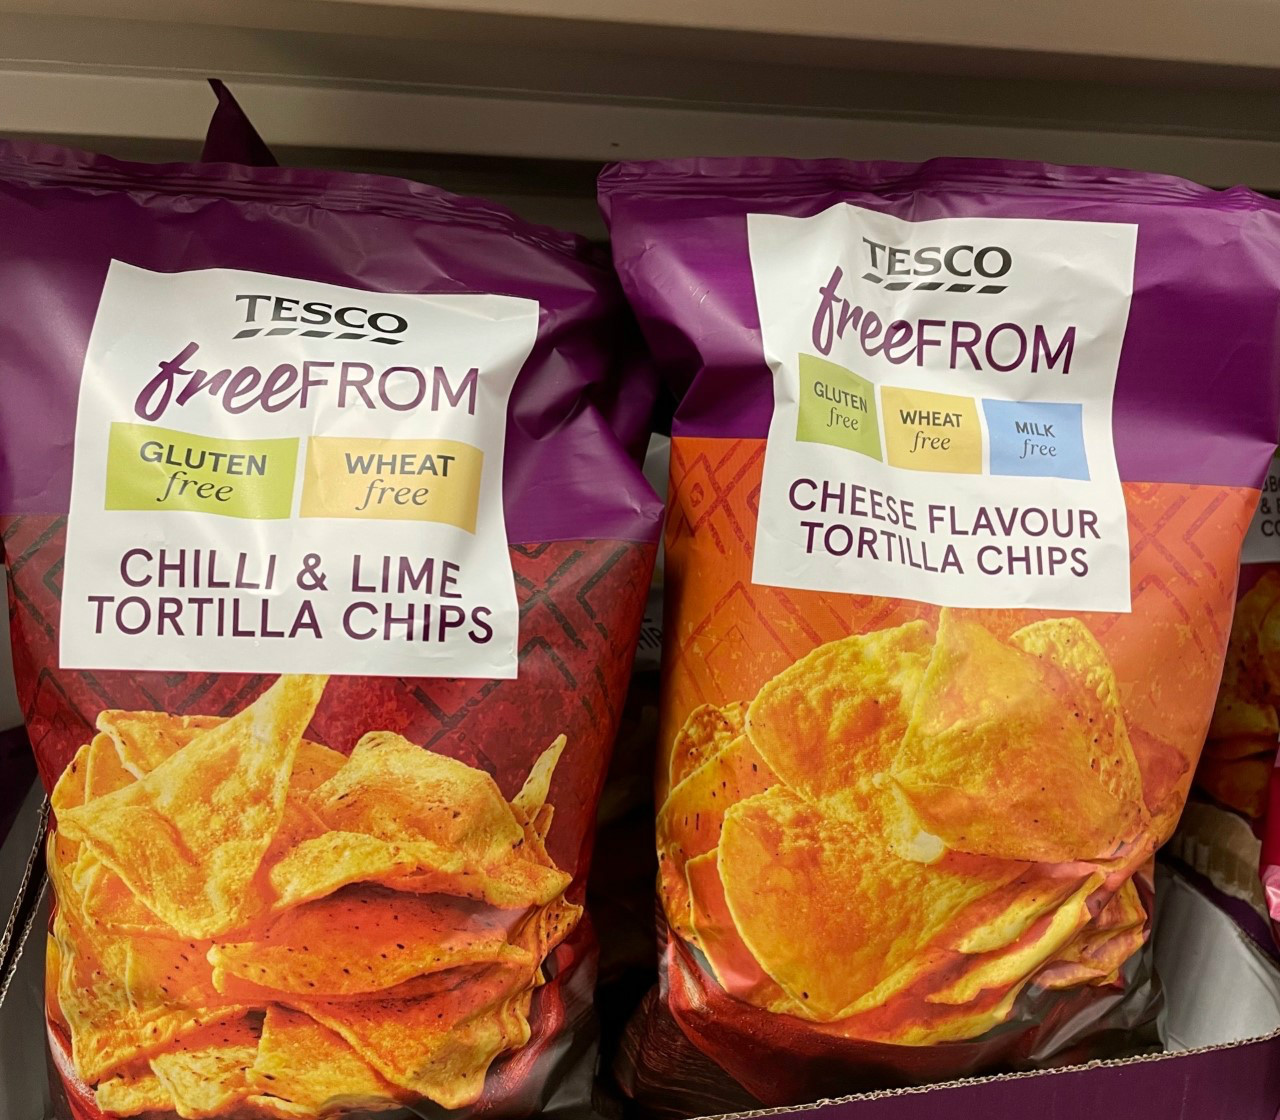 TESCO
freeFROM
GLUTEN
free
WHEAT
free
CHILLI & LIME
TORTILLA CHIPS
TESCO
freeFROM
GLUTEN
free
WHEAT
free
MILK
free
CHEESE FLAVOUR
TORTILLA CHIPS